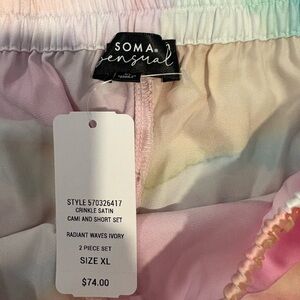 SOMA
sensual
STYLE 570326417
CRINKLE SATIN
CAMI AND SHORT SET
RADIANT WAVES IVORY
2 PIECE SET
SIZE XL
$74.00